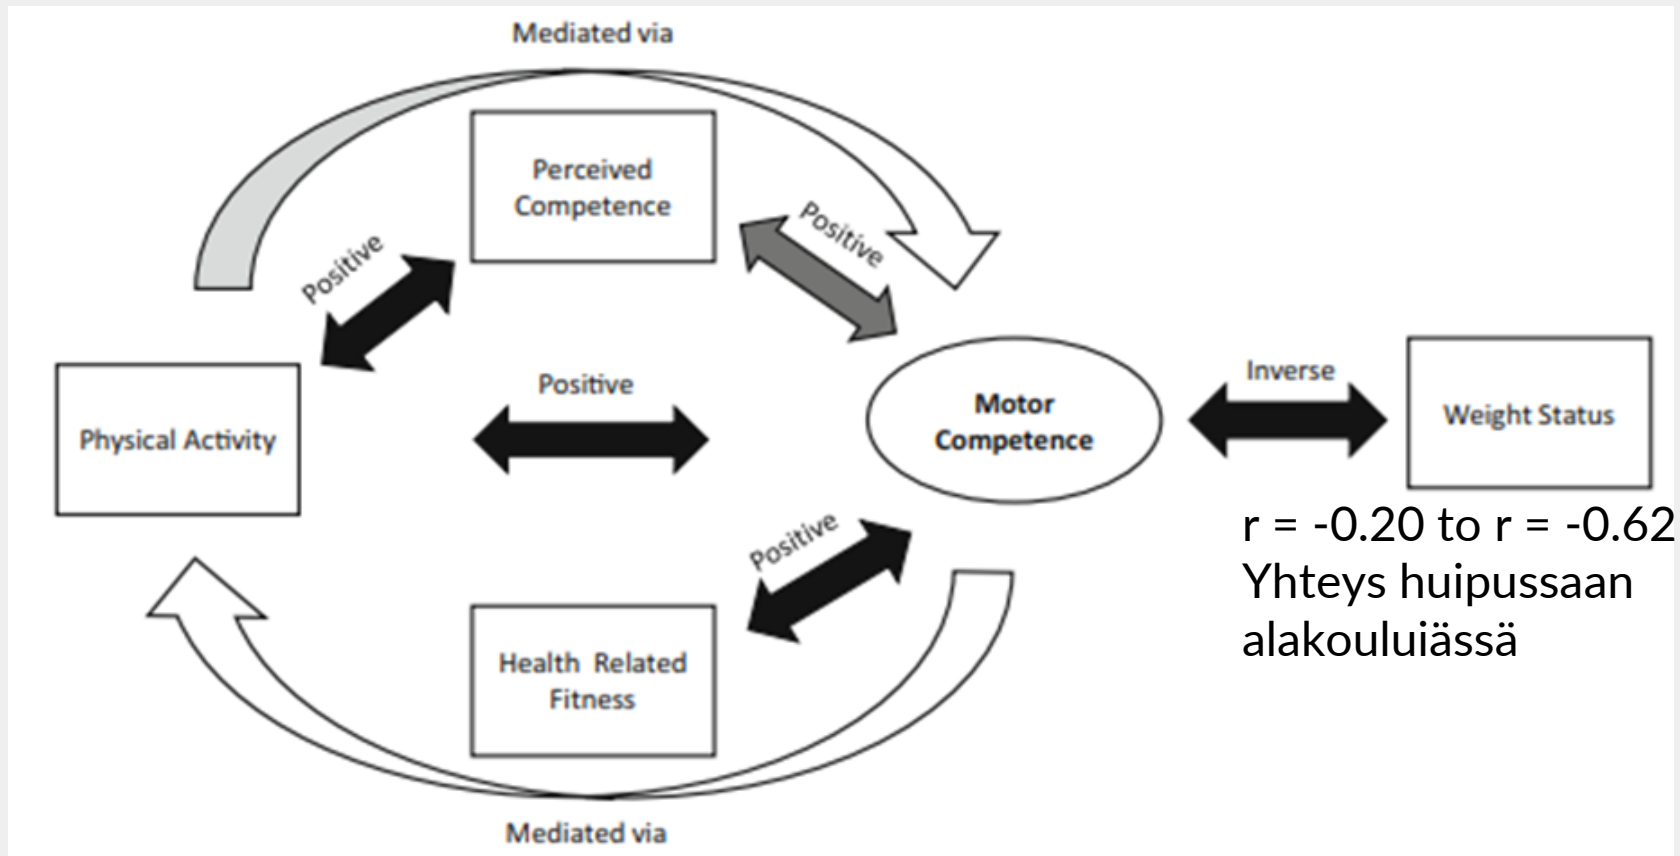 Mediated via
Perceived
Competence
Positive
Positive
Physical Activity
Positive
Motor
Competence
Inverse
Weight Status
r = -0.20 to r = -0.62
Yhteys huipussaan
alakouluiässä
Positive
Health Related
Fitness
Mediated via